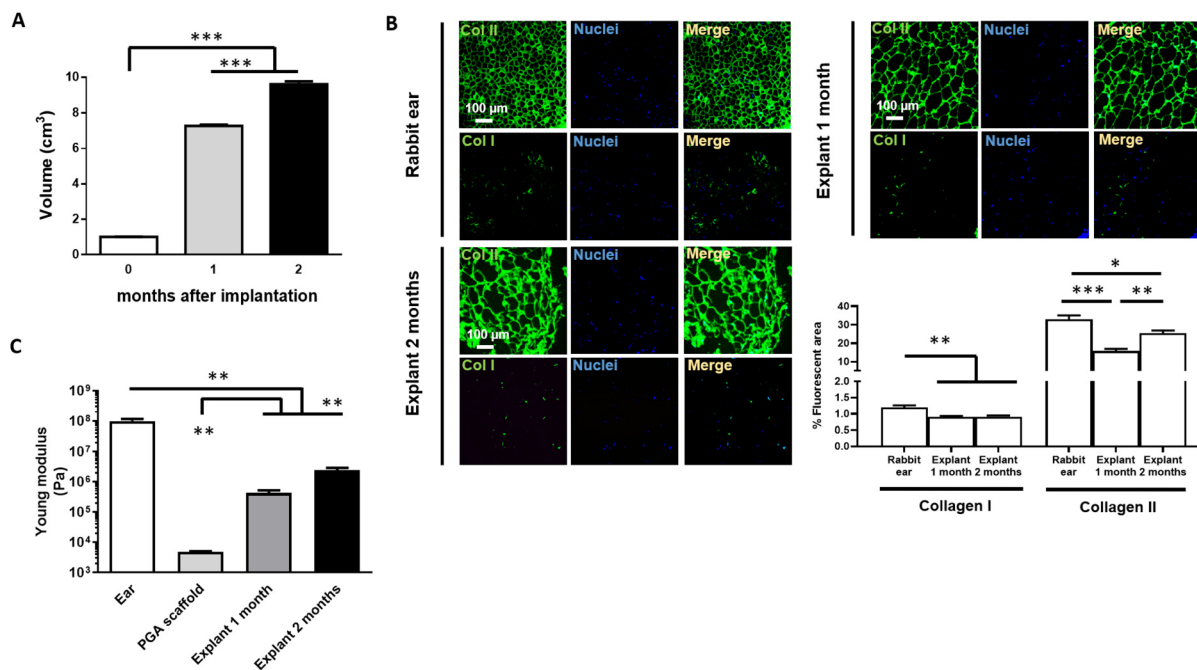 A
***
***
Volume (cm³)
10
8
6
4
2
0
0 1 2
months after implantation
B
Rabbit ear
Col II Nuclei Merge
100 µm
Col I Nuclei Merge
Explant 2 months
Col II Nuclei Merge
100 µm
Col I Nuclei Merge
Explant 1 month
Col II Nuclei Merge
100 µm
Col I Nuclei Merge
*
*** **
**
% Fluorescent area
40
30
20
10
2.0
1.5
1.0
0.5
0.0
Rabbit ear
Explant 1 month
Explant 2 months
Rabbit ear
Explant 1 month
Explant 2 months
Collagen I
Collagen II
C
**
**
**
Young modulus
(Pa)
10⁹
10⁸
10⁷
10⁶
10⁵
10⁴
10³
Ear
PGA scaffold
Explant 1 month
Explant 2 months